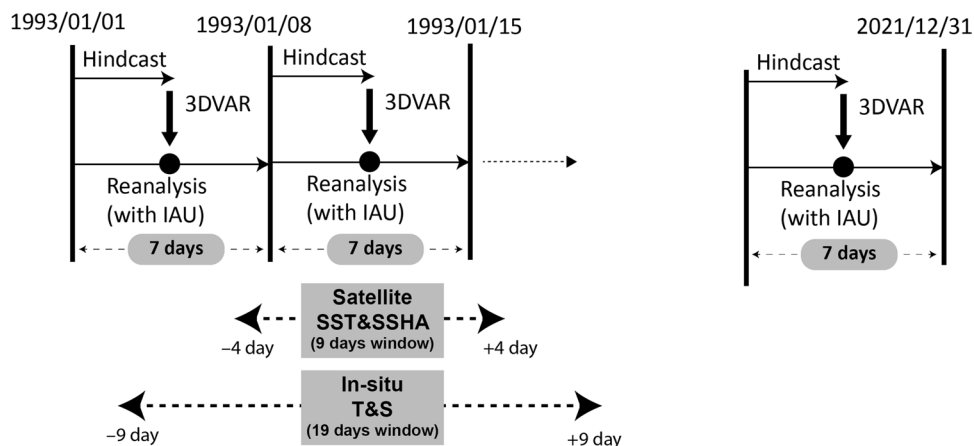 1993/01/01
1993/01/08
1993/01/15
2021/12/31
Hindcast
3DVAR
Reanalysis
(with IAU)
7 days
Hindcast
3DVAR
Reanalysis
(with IAU)
7 days
Hindcast
3DVAR
Reanalysis
(with IAU)
7 days
Satellite
SST&SSHA
(9 days window)
−4 day
+4 day
In-situ
T&S
(19 days window)
−9 day
+9 day